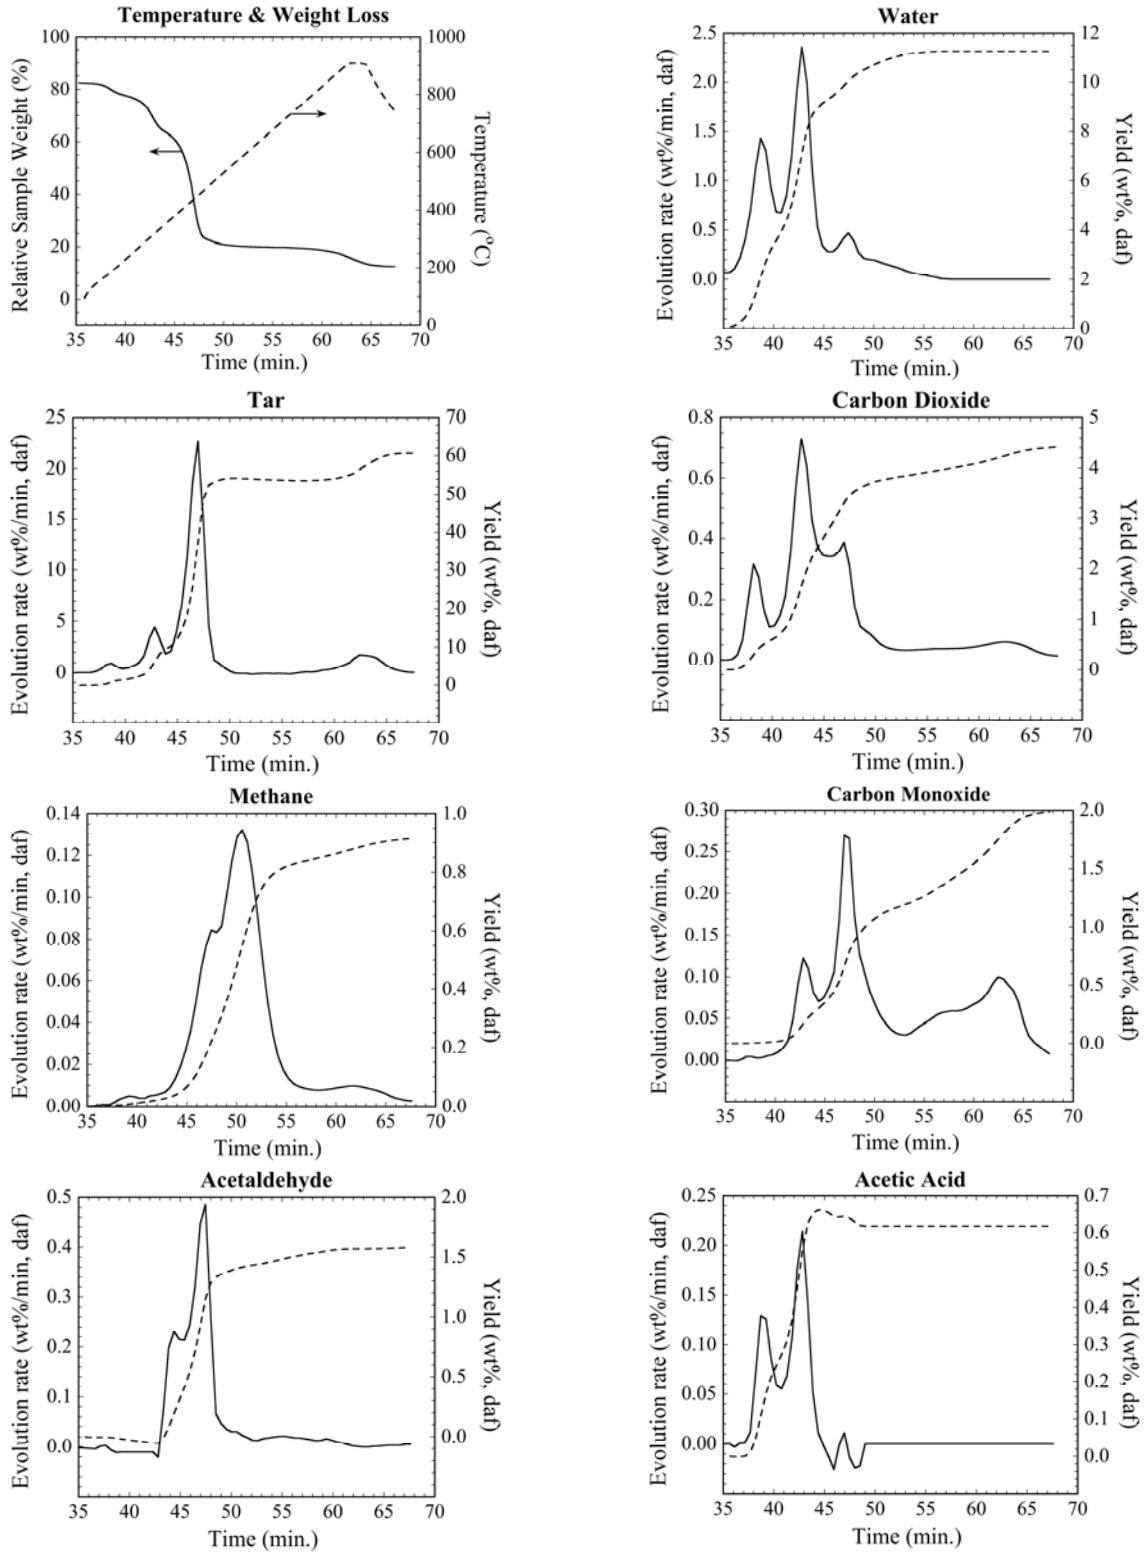 Temperature & Weight Loss
Relative Sample Weight (%)
100
80
60
40
20
0
1000
800
600
400
200
0
Temperature (°C)
35 40 45 50 55 60 65 70
Time (min.)
Water
Evolution rate (wt%/min, daf)
2.5
2.0
1.5
1.0
0.5
0.0
12
10
8
6
4
2
0
Yield (wt%, daf)
35 40 45 50 55 60 65 70
Time (min.)
Tar
Evolution rate (wt%/min, daf)
25
20
15
10
5
0
70
60
50
40
30
20
10
0
Yield (wt%, daf)
35 40 45 50 55 60 65 70
Time (min.)
Carbon Dioxide
Evolution rate (wt%/min, daf)
0.8
0.6
0.4
0.2
0.0
5
4
3
2
1
0
Yield (wt%, daf)
35 40 45 50 55 60 65 70
Time (min.)
Methane
Evolution rate (wt%/min, daf)
0.14
0.12
0.10
0.08
0.06
0.04
0.02
0.00
1.0
0.8
0.6
0.4
0.2
0.0
Yield (wt%, daf)
35 40 45 50 55 60 65 70
Time (min.)
Carbon Monoxide
Evolution rate (wt%/min, daf)
0.30
0.25
0.20
0.15
0.10
0.05
0.00
2.0
1.5
1.0
0.5
0.0
Yield (wt%, daf)
35 40 45 50 55 60 65 70
Time (min.)
Acetaldehyde
Evolution rate (wt%/min, daf)
0.5
0.4
0.3
0.2
0.1
0.0
2.0
1.5
1.0
0.5
0.0
Yield (wt%, daf)
35 40 45 50 55 60 65 70
Time (min.)
Acetic Acid
Evolution rate (wt%/min, daf)
0.25
0.20
0.15
0.10
0.05
0.00
0.7
0.6
0.5
0.4
0.3
0.2
0.1
0.0
Yield (wt%, daf)
35 40 45 50 55 60 65 70
Time (min.)